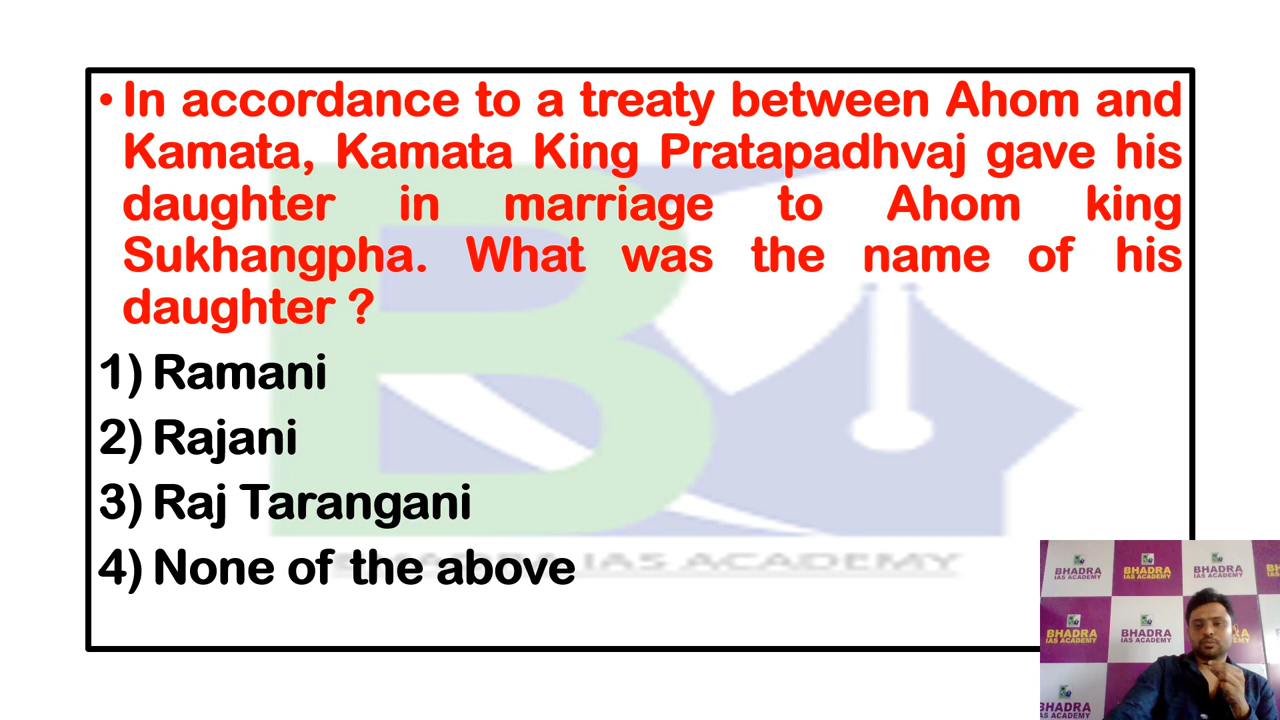 • In accordance to a treaty between Ahom and
Kamata, Kamata King Pratapadhvaj gave his
daughter in marriage to Ahom king
Sukhangpha. What was the name of his
daughter ?
1) Ramani
2) Rajani
3) Raj Tarangani
4) None of the above
BHADRA IAS ACADEMY
BHADRA
IAS ACADEMY
BHADRA
IAS ACADEMY
BHADRA
IAS ACADEMY
BHADRA
IAS ACADEMY
BHADRA
IAS ACADEMY
BHADRA
IAS ACADEMY